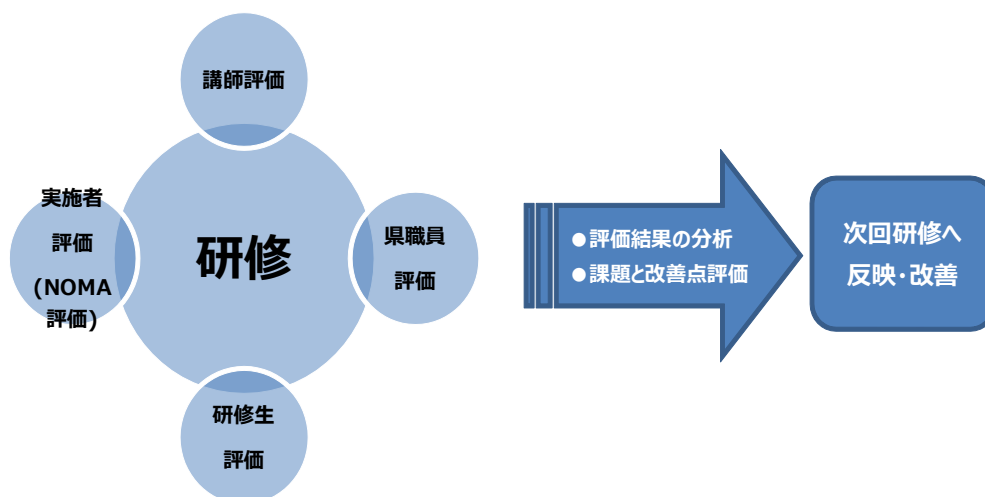 講師評価
実施者
評価
(NOMA
評価)
研修
県職員
評価
研修生
評価
●評価結果の分析
●課題と改善点評価
次回研修へ
反映・改善